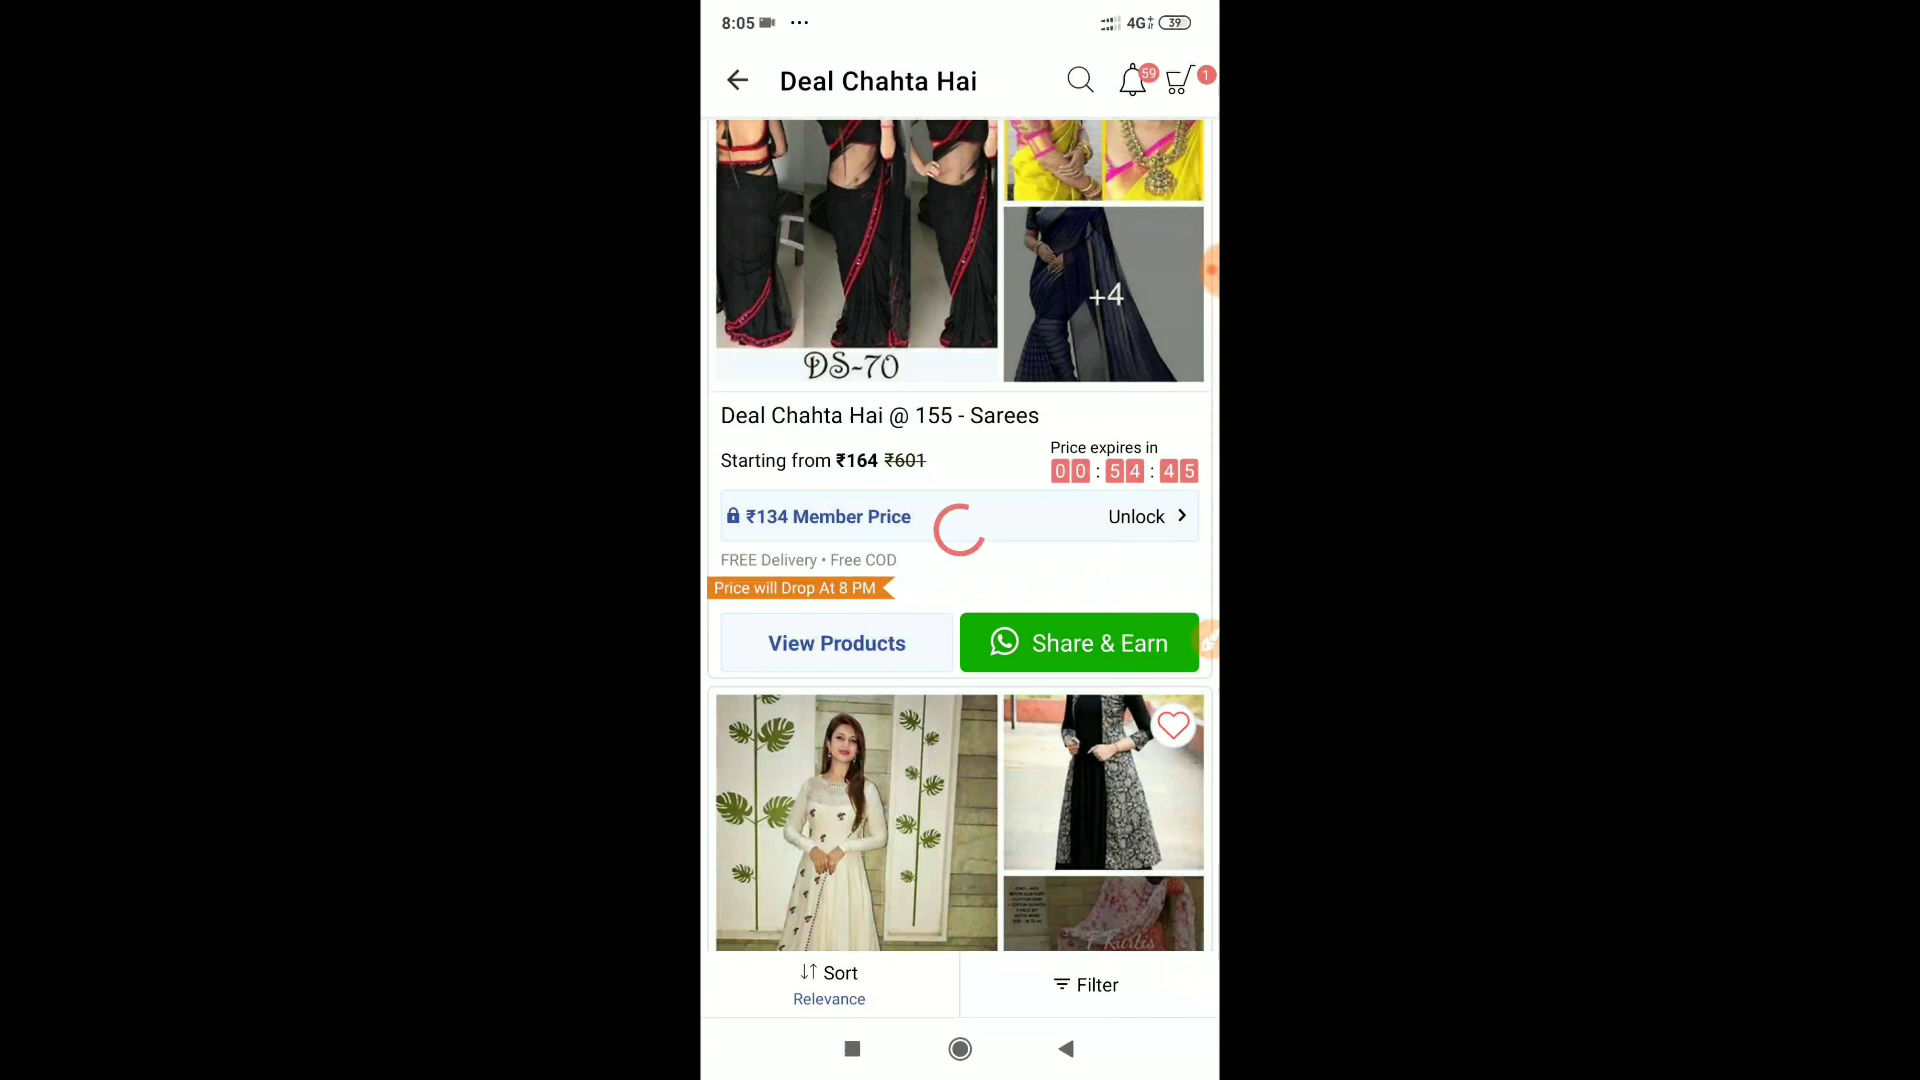 8:05
4G+
39
Deal Chahta Hai
59
1
+4
DS-70
Deal Chahta Hai @ 155 - Sarees
Starting from ₹164 ₹601
Price expires in
00 : 54 : 45
₹134 Member Price
Unlock
FREE Delivery • Free COD
Price will Drop At 8 PM
View Products
Share & Earn
Kurtis
Sort
Relevance
Filter